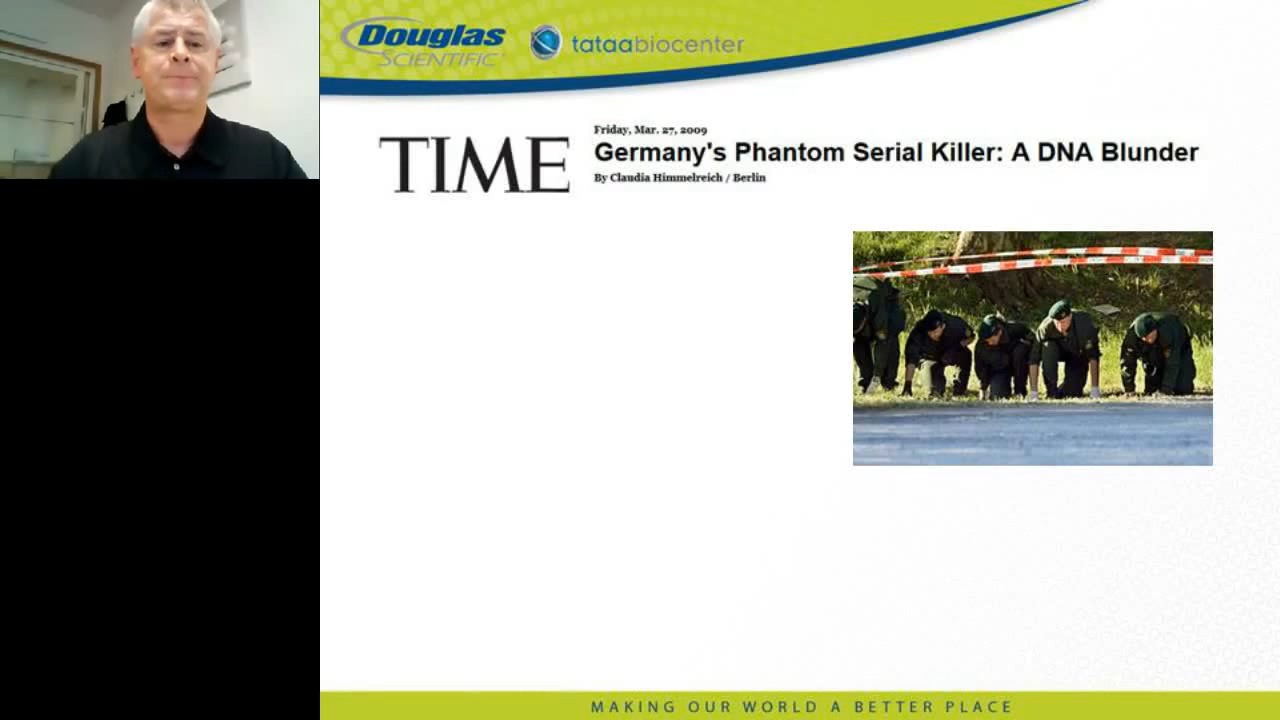 Douglas
SCIENTIFIC
tataabiocenter
TIME
Friday, Mar. 27, 2009
Germany's Phantom Serial Killer: A DNA Blunder
By Claudia Himmelreich / Berlin
MAKING OUR WORLD A BETTER PLACE